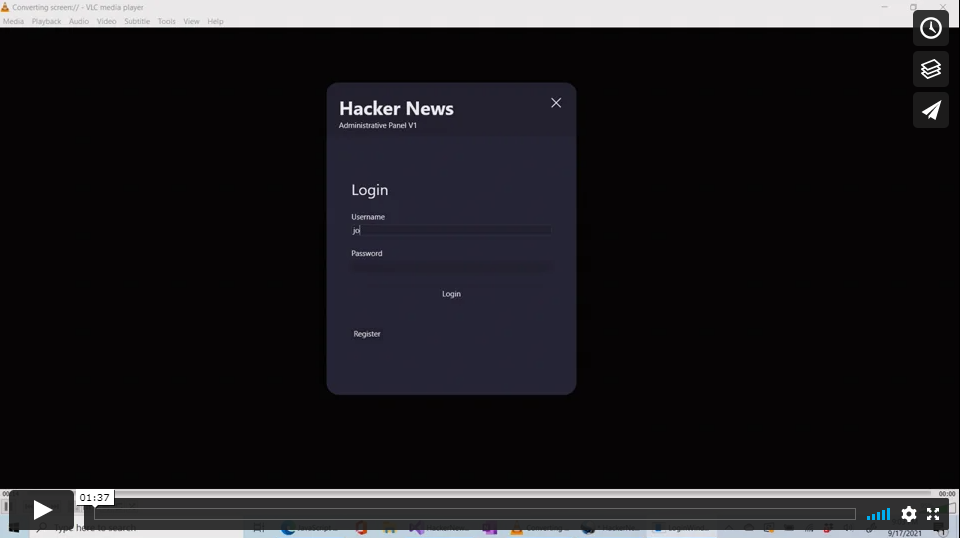 Converting screen:// - VLC media player
Media Playback Audio Video Subtitle Tools View Help
Hacker News
Administrative Panel V1
Login
Username
jo
Password
Login
Register
00:00
01:37
Type here to search
9/17/2021